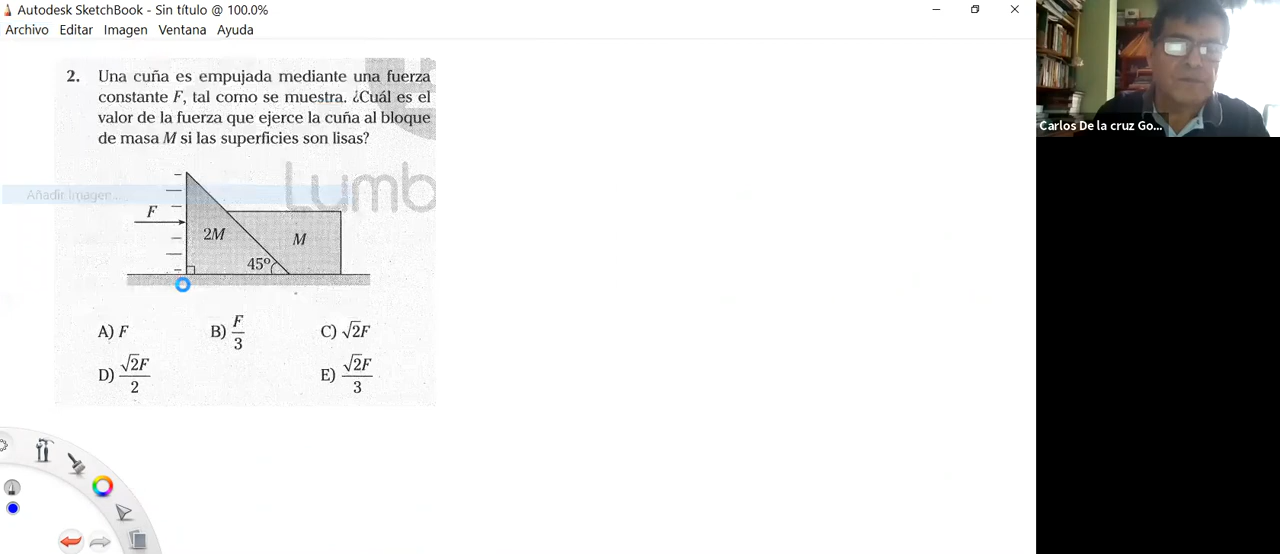 Autodesk SketchBook - Sin título @ 100.0%
Archivo Editar Imagen Ventana Ayuda
2. Una cuña es empujada mediante una fuerza
constante F, tal como se muestra. ¿Cuál es el
valor de la fuerza que ejerce la cuña al bloque
de masa M si las superficies son lisas?
Lumb
Añadir imagen...
F
2M
M
45°
A) F B) F/3 C) √2F
D) √2F/2 E) √2F/3
Carlos De la cruz Go...